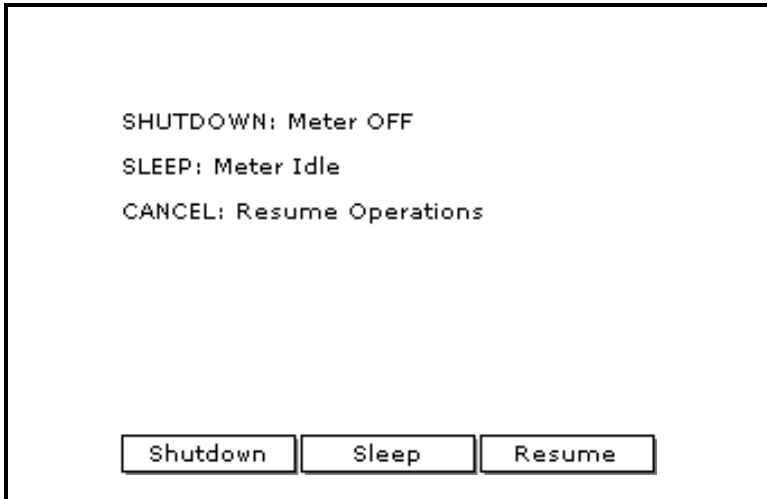 SHUTDOWN: Meter OFF
SLEEP: Meter Idle
CANCEL: Resume Operations
Shutdown Sleep Resume